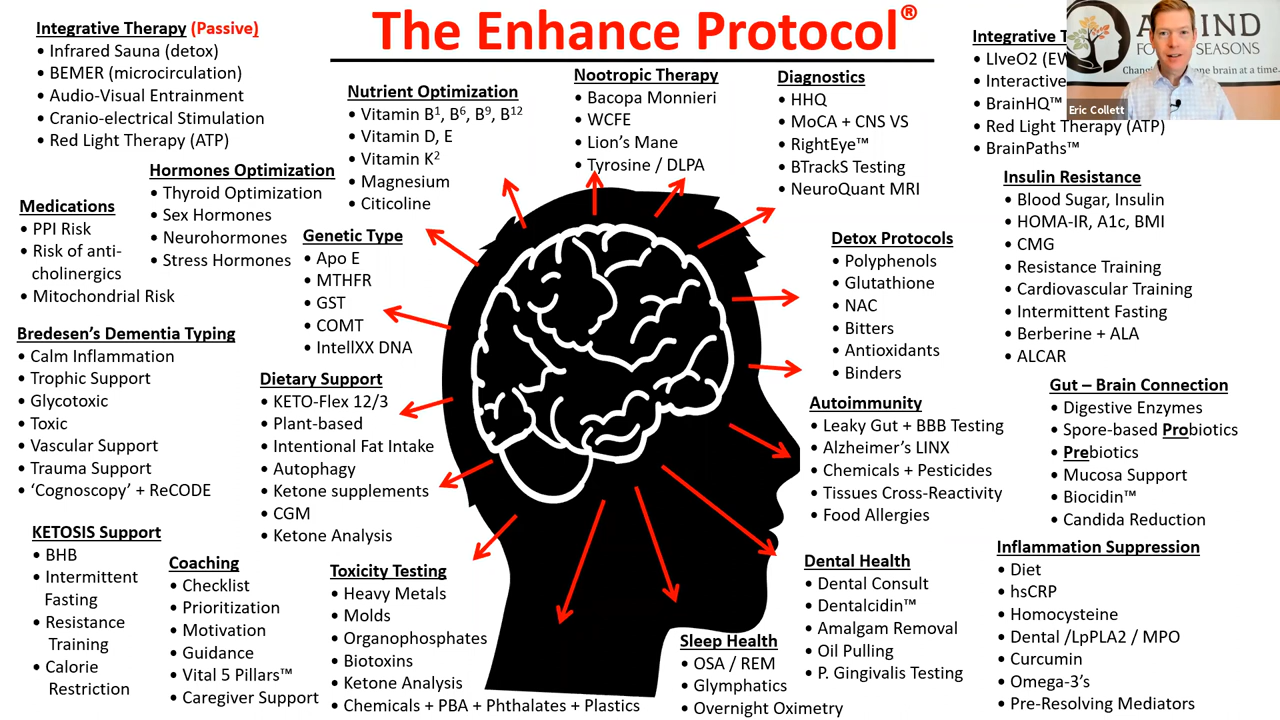 The Enhance Protocol®
Integrative Therapy (Passive)
• Infrared Sauna (detox)
• BEMER (microcirculation)
• Audio-Visual Entrainment
• Cranio-electrical Stimulation
• Red Light Therapy (ATP)
Hormones Optimization
• Thyroid Optimization
• Sex Hormones
• Neurohormones
• Stress Hormones
Medications
• PPI Risk
• Risk of anti-
cholinergics
• Mitochondrial Risk
Nutrient Optimization
• Vitamin B¹, B⁶, B⁹, B¹²
• Vitamin D, E
• Vitamin K²
• Magnesium
• Citicoline
Genetic Type
• Apo E
• MTHFR
• GST
• COMT
• IntellXX DNA
Nootropic Therapy
• Bacopa Monnieri
• WCFE
• Lion's Mane
• Tyrosine / DLPA
Diagnostics
• HHQ
• MoCA + CNS VS
• RightEye™
• BTrackS Testing
• NeuroQuant MRI
Integrative T
• LIveO2 (EW
• Interactive
• BrainHQ™
• Red Light Therapy (ATP)
• BrainPaths™
A MIND
FO SEASONS
Chang one brain at a time.
Eric Collett
Insulin Resistance
• Blood Sugar, Insulin
• HOMA-IR, A1c, BMI
• CMG
• Resistance Training
• Cardiovascular Training
• Intermittent Fasting
• Berberine + ALA
• ALCAR
Detox Protocols
• Polyphenols
• Glutathione
• NAC
• Bitters
• Antioxidants
• Binders
Bredesen's Dementia Typing
• Calm Inflammation
• Trophic Support
• Glycotoxic
• Toxic
• Vascular Support
• Trauma Support
• 'Cognoscopy' + ReCODE
Dietary Support
• KETO-Flex 12/3
• Plant-based
• Intentional Fat Intake
• Autophagy
• Ketone supplements
• CGM
• Ketone Analysis
Autoimmunity
• Leaky Gut + BBB Testing
• Alzheimer's LINX
• Chemicals + Pesticides
• Tissues Cross-Reactivity
• Food Allergies
Gut – Brain Connection
• Digestive Enzymes
• Spore-based Probiotics
• Prebiotics
• Mucosa Support
• Biocidin™
• Candida Reduction
KETOSIS Support
• BHB
• Intermittent
Fasting
• Resistance
Training
• Calorie
Restriction
Coaching
• Checklist
• Prioritization
• Motivation
• Guidance
• Vital 5 Pillars™
• Caregiver Support
Toxicity Testing
• Heavy Metals
• Molds
• Organophosphates
• Biotoxins
• Ketone Analysis
• Chemicals + PBA + Phthalates + Plastics
Sleep Health
• OSA / REM
• Glymphatics
• Overnight Oximetry
Dental Health
• Dental Consult
• Dentalcidin™
• Amalgam Removal
• Oil Pulling
• P. Gingivalis Testing
Inflammation Suppression
• Diet
• hsCRP
• Homocysteine
• Dental /LpPLA2 / MPO
• Curcumin
• Omega-3's
• Pre-Resolving Mediators